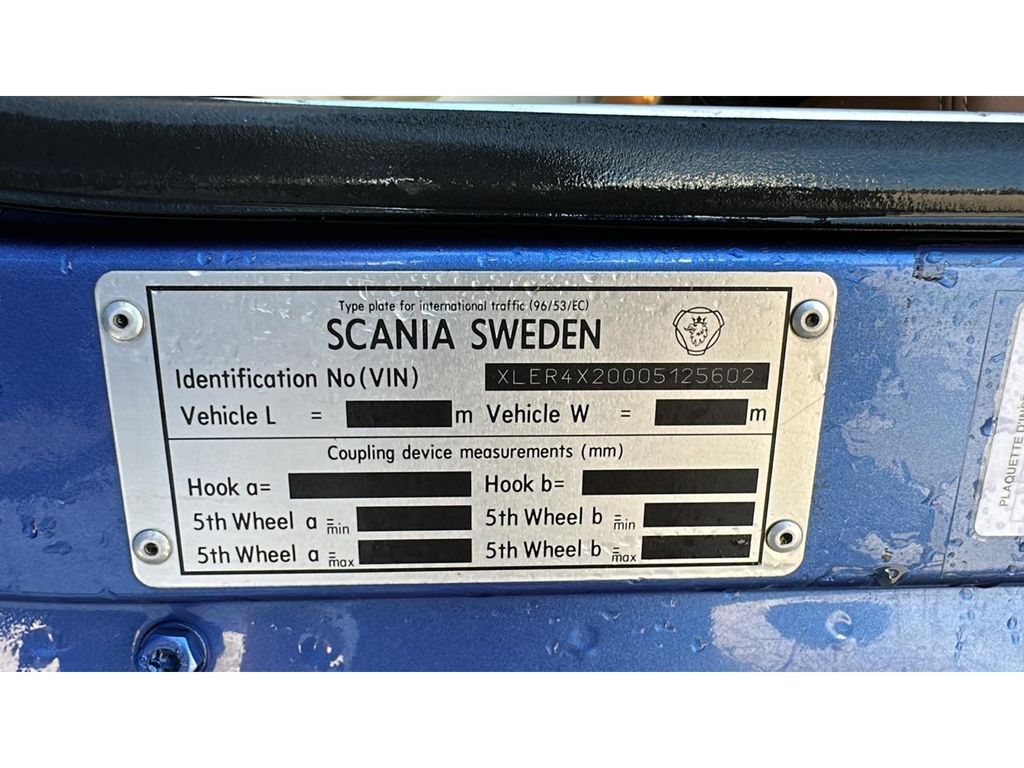 Type plate for international traffic (96/53/EC)
SCANIA SWEDEN
Identification No (VIN) XLER4X20005125602
Vehicle L = m Vehicle W = m
Coupling device measurements (mm)
Hook a= Hook b=
5th Wheel a = min 5th Wheel b = min
5th Wheel a = max 5th Wheel b = max
PLAQUETTE